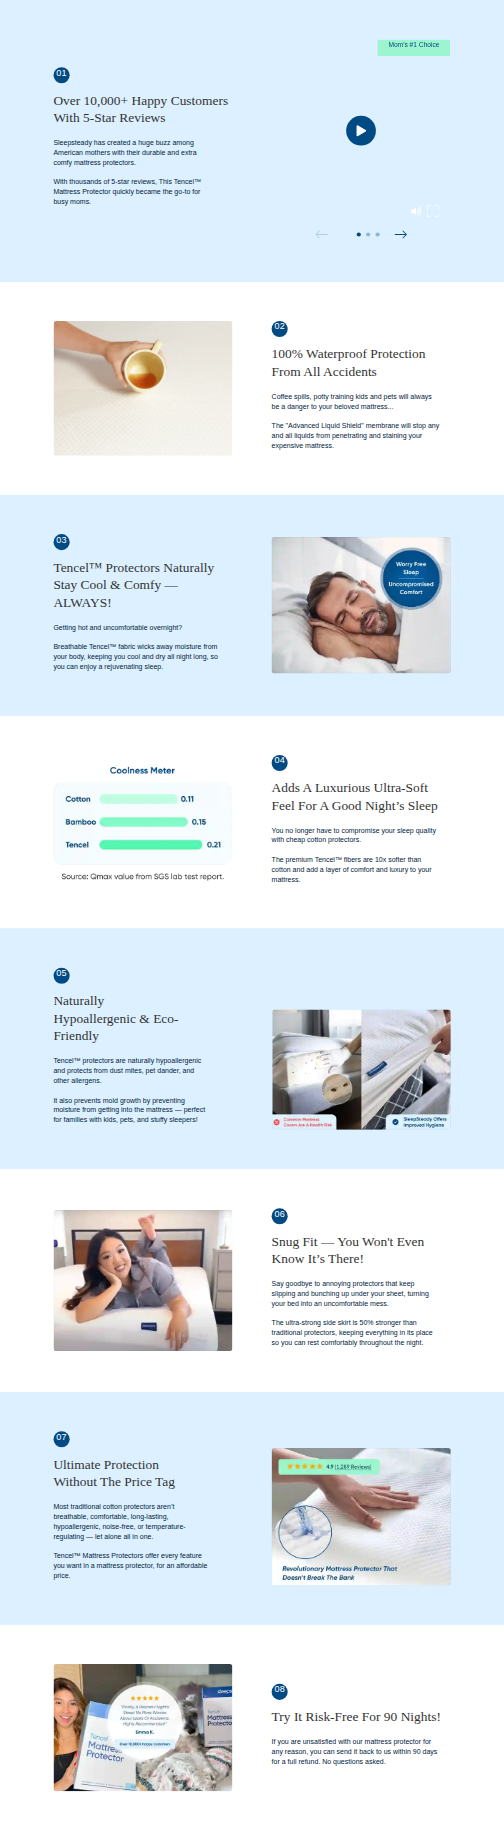 Mom's #1 Choice
01
Over 10,000+ Happy Customers
With 5-Star Reviews
Sleepsteady has created a huge buzz among
American mothers with their durable and extra
comfy mattress protectors.
With thousands of 5-star reviews, This Tencel™
Mattress Protector quickly became the go-to for
busy moms.
02
100% Waterproof Protection
From All Accidents
Coffee spills, potty training kids and pets will always
be a danger to your beloved mattress...
The "Advanced Liquid Shield" membrane will stop any
and all liquids from penetrating and staining your
expensive mattress.
03
Tencel™ Protectors Naturally
Stay Cool & Comfy —
ALWAYS!
Getting hot and uncomfortable overnight?
Breathable Tencel™ fabric wicks away moisture from
your body, keeping you cool and dry all night long, so
you can enjoy a rejuvenating sleep.
Worry Free
Sleep
Uncompromised
Comfort
Coolness Meter
Cotton 0.11
Bamboo 0.15
Tencel 0.21
Source: Qmax value from SGS lab test report.
04
Adds A Luxurious Ultra-Soft
Feel For A Good Night's Sleep
You no longer have to compromise your sleep quality
with cheap cotton protectors.
The premium Tencel™ fibers are 10x softer than
cotton and add a layer of comfort and luxury to your
mattress.
05
Naturally
Hypoallergenic & Eco-
Friendly
Tencel™ protectors are naturally hypoallergenic
and protects from dust mites, pet dander, and
other allergens.
It also prevents mold growth by preventing
moisture from getting into the mattress — perfect
for families with kids, pets, and stuffy sleepers!
Common Mattress
Covers Are A Health Risk
SleepSteady Offers
Improved Hygiene
06
Snug Fit — You Won't Even
Know It's There!
Say goodbye to annoying protectors that keep
slipping and bunching up under your sheet, turning
your bed into an uncomfortable mess.
The ultra-strong side skirt is 50% stronger than
traditional protectors, keeping everything in its place
so you can rest comfortably throughout the night.
07
Ultimate Protection
Without The Price Tag
Most traditional cotton protectors aren't
breathable, comfortable, long-lasting,
hypoallergenic, noise-free, or temperature-
regulating — let alone all in one.
Tencel™ Mattress Protectors offer every feature
you want in a mattress protector, for an affordable
price.
4.9 (1,269 Reviews)
Revolutionary Mattress Protector That
Doesn't Break The Bank
Tencel
Mattress
Protector
Highly Recommended!"
Emma K.
Over 10,000+ happy customers
08
Try It Risk-Free For 90 Nights!
If you are unsatisfied with our mattress protector for
any reason, you can send it back to us within 90 days
for a full refund. No questions asked.